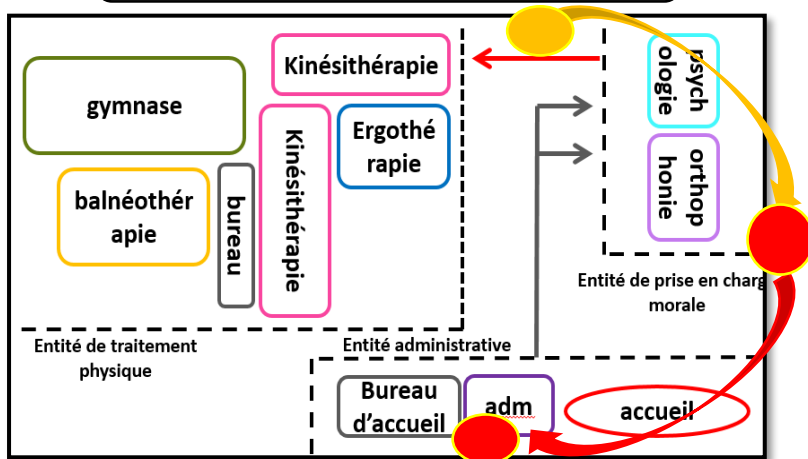 gymnase
Kinésithérapie
Kinésithérapie
Ergothé
rapie
balnéothér
apie
bureau
psych
ologie
orthop
honie
Entité de prise en charg
morale
Entité de traitement
physique
Entité administrative
Bureau
d'accueil
adm
accueil